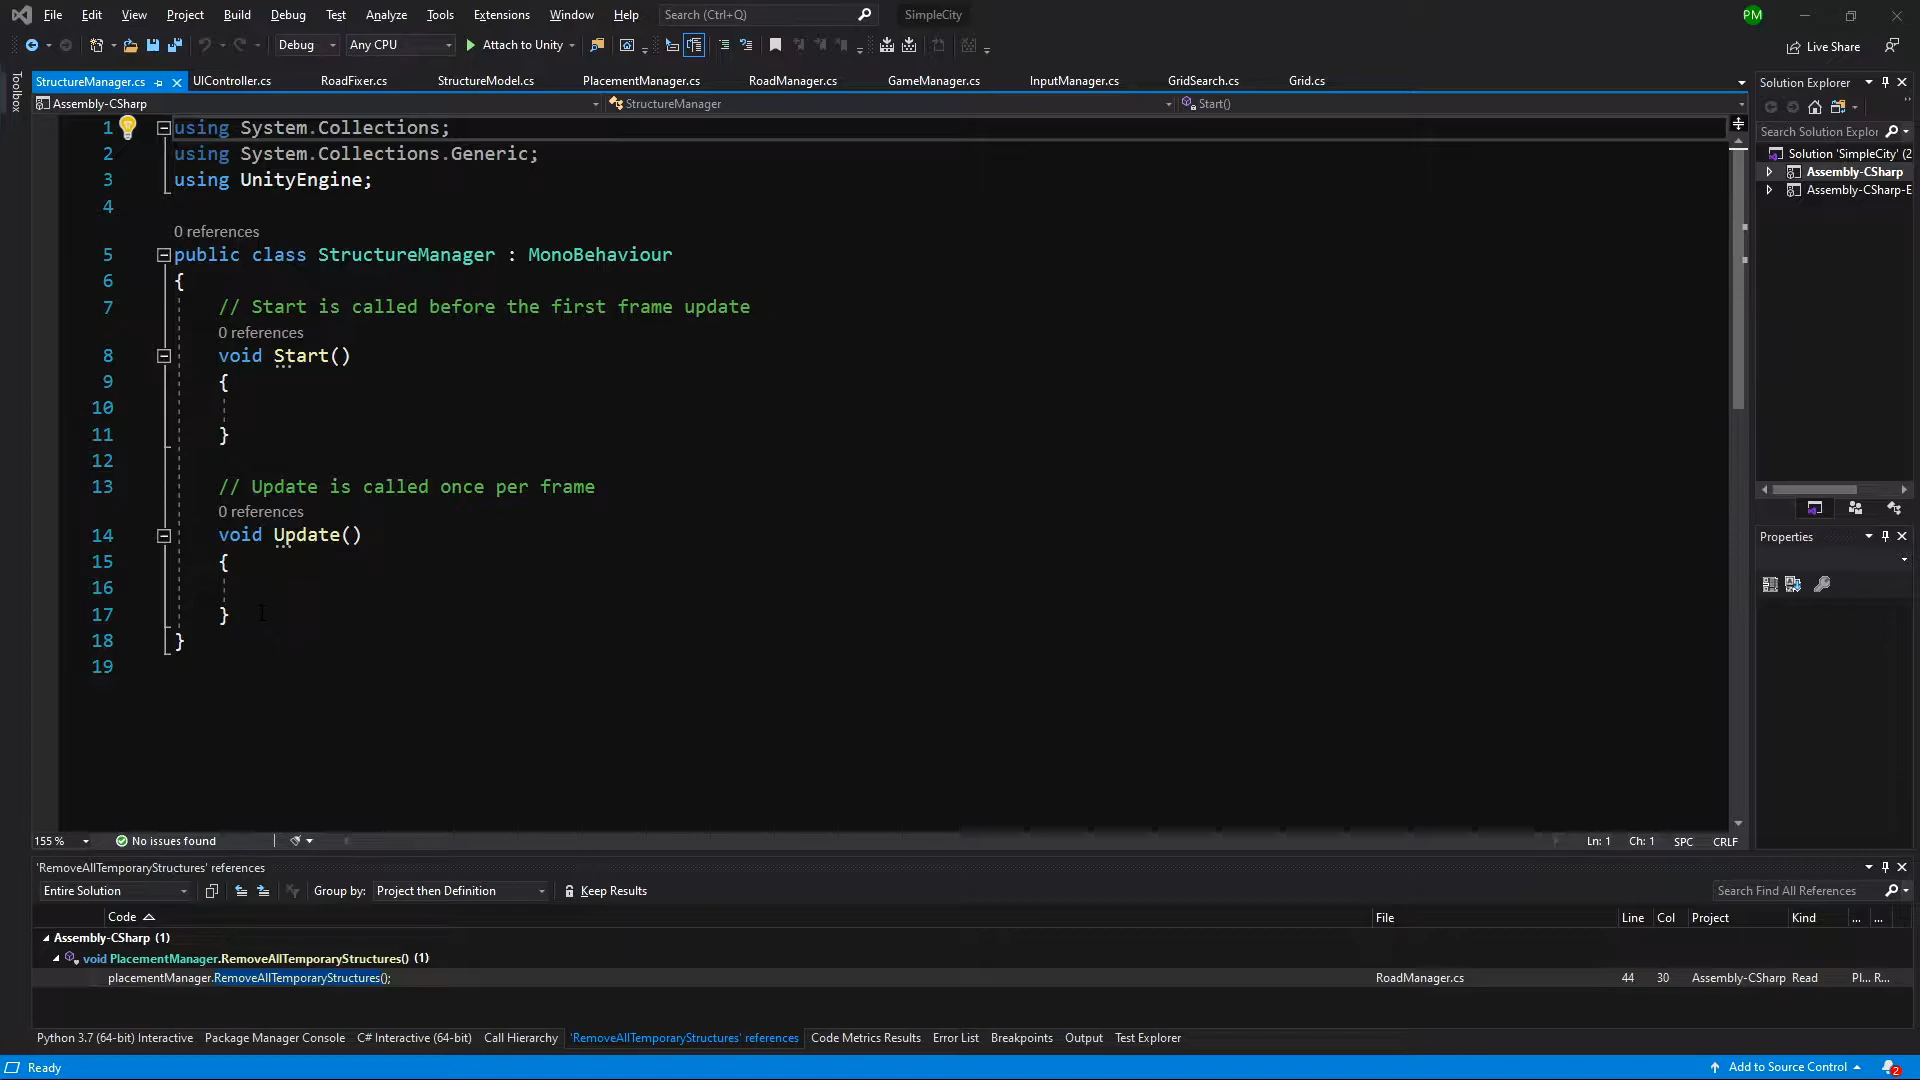 File Edit View Project Build Debug Test Analyze Tools Extensions Window Help Search (Ctrl+Q) SimpleCity PM
Debug Any CPU Attach to Unity Live Share
Toolbox
StructureManager.cs UIController.cs RoadFixer.cs StructureModel.cs PlacementManager.cs RoadManager.cs GameManager.cs InputManager.cs GridSearch.cs Grid.cs
Assembly-CSharp StructureManager Start()
1 using System.Collections;
2 using System.Collections.Generic;
3 using UnityEngine;
4
0 references
5 public class StructureManager : MonoBehaviour
6 {
7 // Start is called before the first frame update
0 references
8 void Start()
9 {
10
11 }
12
13 // Update is called once per frame
0 references
14 void Update()
15 {
16
17 }
18 }
19
155 % No issues found Ln: 1 Ch: 1 SPC CRLF
Solution Explorer
Search Solution Explor
Solution 'SimpleCity' (2
Assembly-CSharp
Assembly-CSharp-E
Properties
'RemoveAllTemporaryStructures' references
Entire Solution Group by: Project then Definition Keep Results Search Find All References
Code File Line Col Project Kind ... ...
Assembly-CSharp (1)
void PlacementManager.RemoveAllTemporaryStructures() (1)
placementManager.RemoveAllTemporaryStructures(); RoadManager.cs 44 30 Assembly-CSharp Read Pl... R...
Python 3.7 (64-bit) Interactive Package Manager Console C# Interactive (64-bit) Call Hierarchy 'RemoveAllTemporaryStructures' references Code Metrics Results Error List Breakpoints Output Test Explorer
Ready Add to Source Control 2